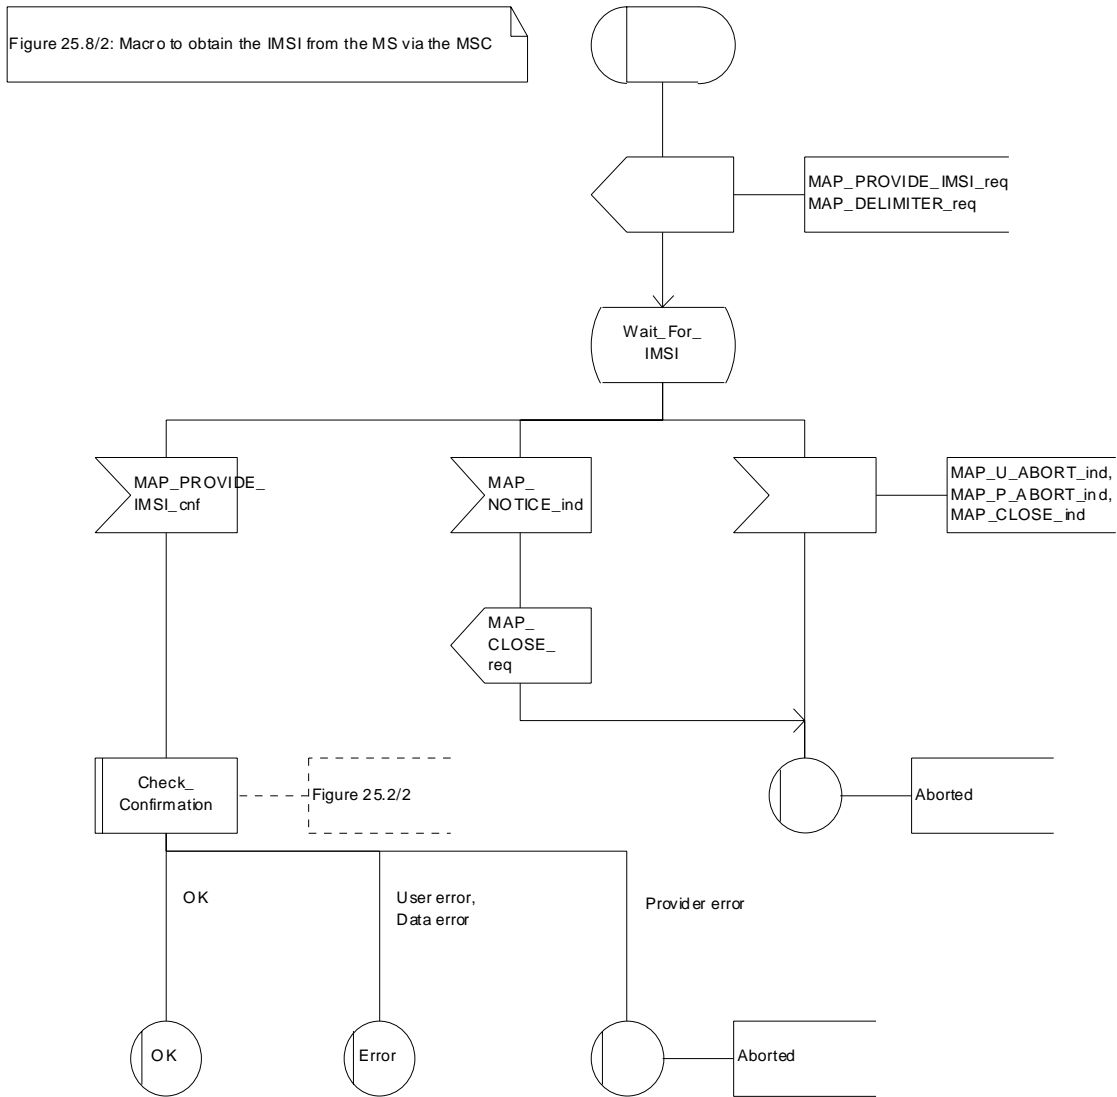 Figure 25.8/2: Macro to obtain the IMSI from the MS via the MSC
MAP_PROVIDE_IMSI_req
MAP_DELIMITER_req
Wait_For_
IMSI
MAP_PROVIDE_
IMSI_cnf
MAP_
NOTICE_ind
MAP_U_ABORT_ind,
MAP_P_ABORT_ind,
MAP_CLOSE_ind
MAP_
CLOSE_
req
Check_
Confirmation
Figure 25.2/2
Aborted
OK
User error,
Data error
Provider error
OK
Error
Aborted